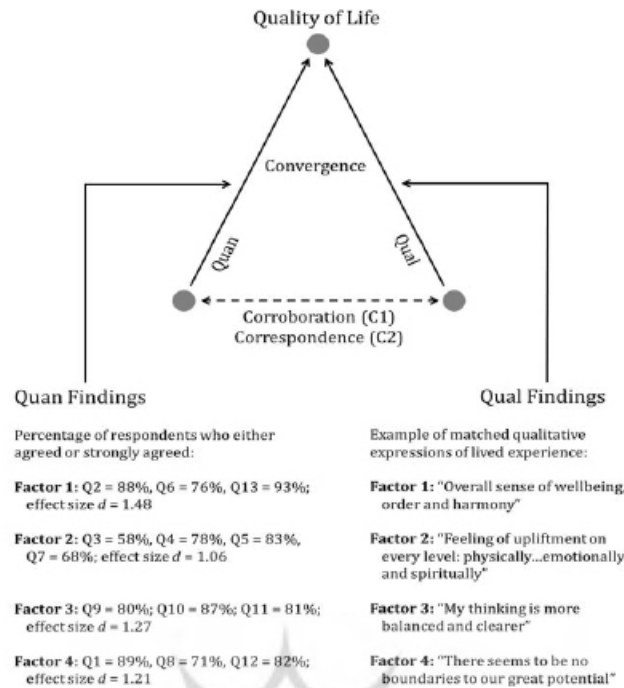 Quality of Life
Convergence
Quan
Qual
Corroboration (C1)
Correspondence (C2)
Quan Findings
Percentage of respondents who either
agreed or strongly agreed:
Factor 1: Q2 = 88%, Q6 = 76%, Q13 = 93%;
effect size d = 1.48
Factor 2: Q3 = 58%, Q4 = 78%, Q5 = 83%,
Q7 = 68%; effect size d = 1.06
Factor 3: Q9 = 80%; Q10 = 87%; Q11 = 81%;
effect size d = 1.27
Factor 4: Q1 = 89%, Q8 = 71%, Q12 = 82%;
effect size d = 1.21
Qual Findings
Example of matched qualitative
expressions of lived experience:
Factor 1: "Overall sense of wellbeing,
order and harmony"
Factor 2: "Feeling of upliftment on
every level: physically...emotionally
and spiritually"
Factor 3: "My thinking is more
balanced and clearer"
Factor 4: "There seems to be no
boundaries to our great potential"